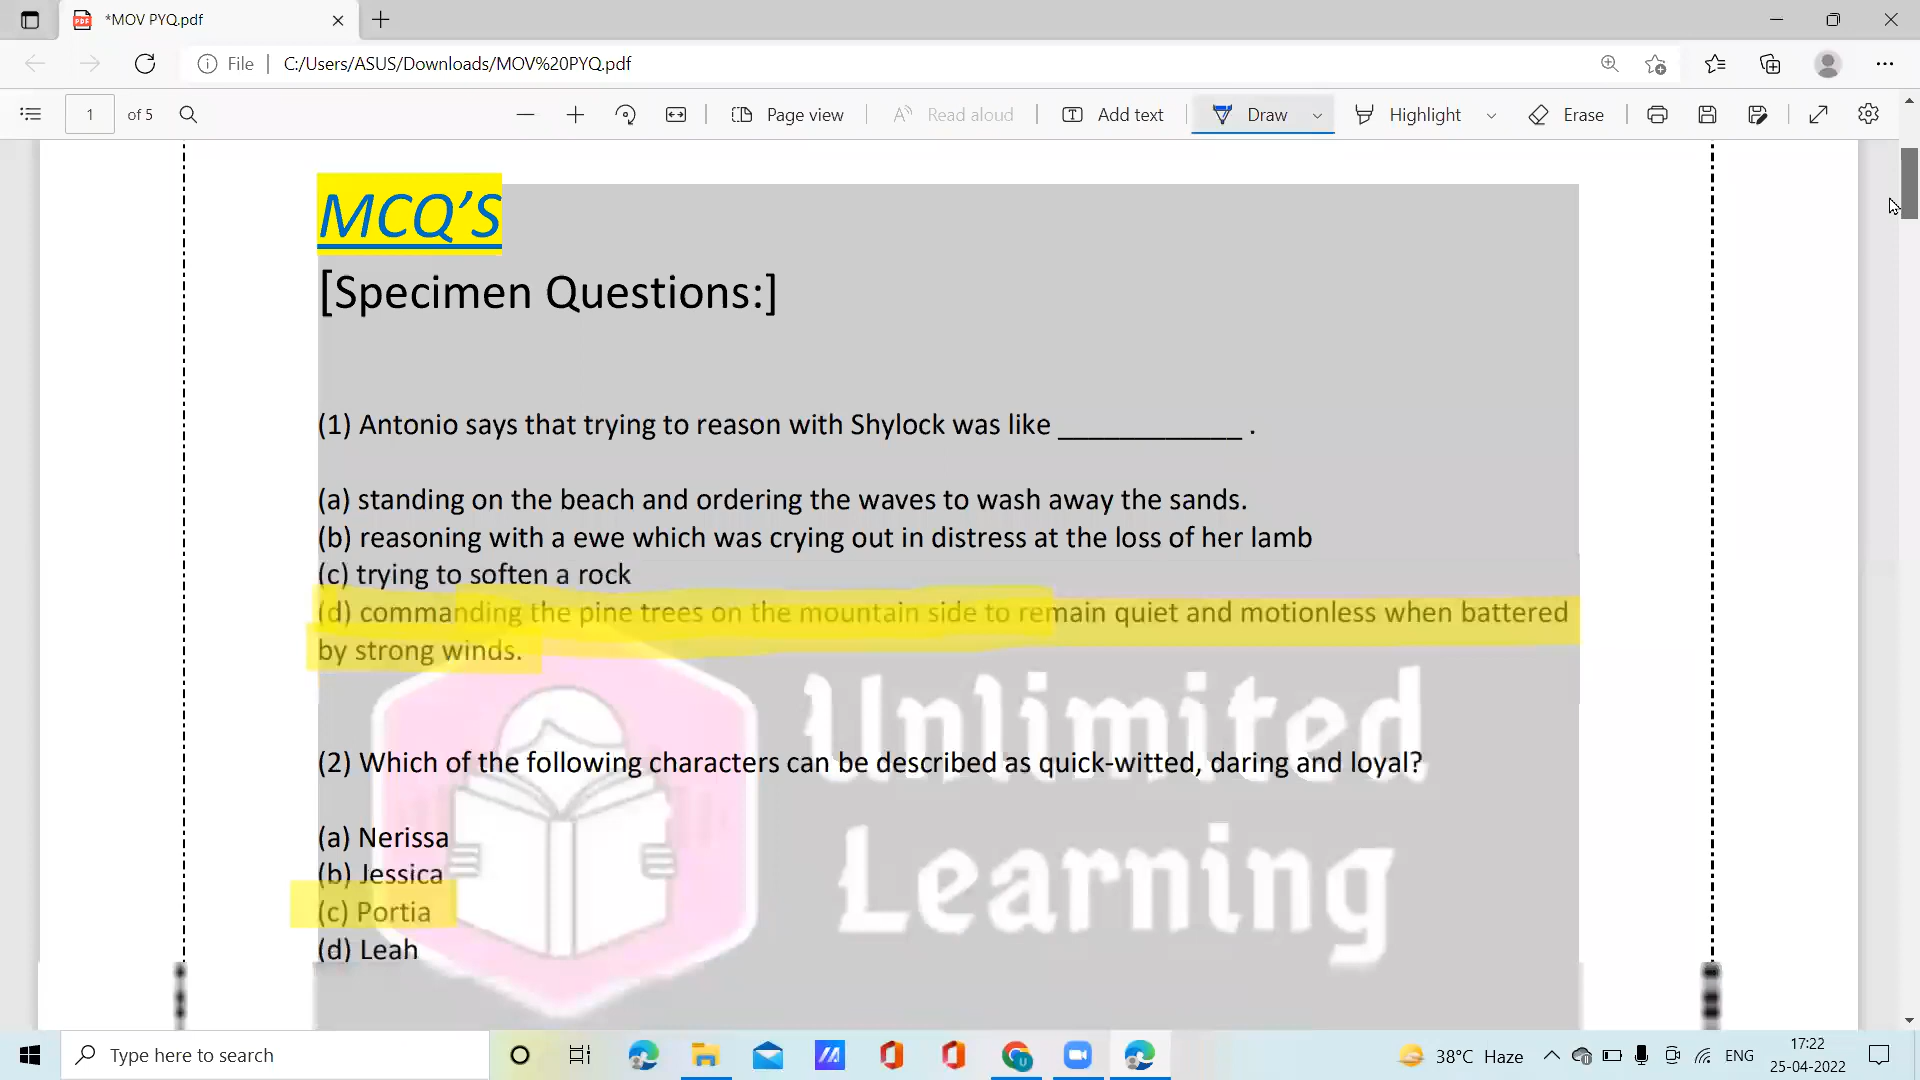 *MOV PYQ.pdf
File
C:/Users/ASUS/Downloads/MOV%20PYQ.pdf
1 of 5
Page view
Read aloud
Add text
Draw
Highlight
Erase
MCQ’S
[Specimen Questions:]
(1) Antonio says that trying to reason with Shylock was like ____________ .
(a) standing on the beach and ordering the waves to wash away the sands.
(b) reasoning with a ewe which was crying out in distress at the loss of her lamb
(c) trying to soften a rock
(d) commanding the pine trees on the mountain side to remain quiet and motionless when battered
by strong winds.
(2) Which of the following characters can be described as quick-witted, daring and loyal?
(a) Nerissa
(b) Jessica
(c) Portia
(d) Leah
Unlimited
Learning
Type here to search
38°C Haze
ENG
17:22
25-04-2022